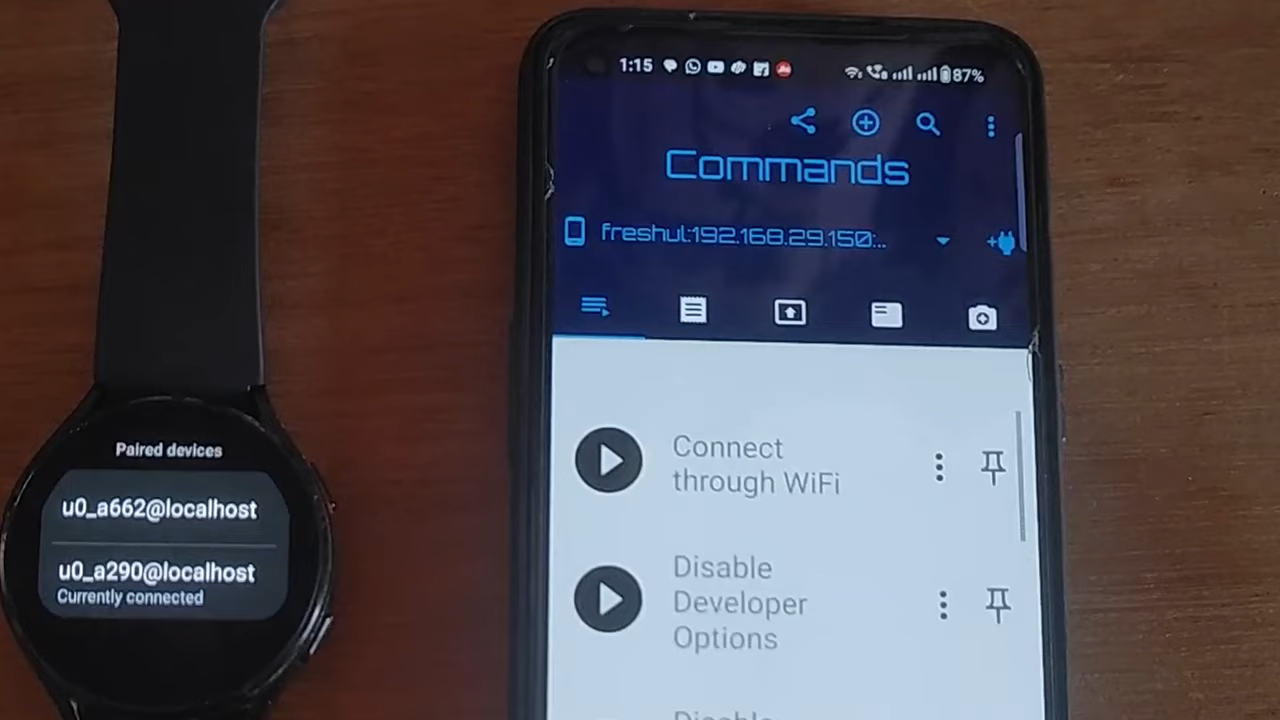 Paired devices
u0_a662@localhost
u0_a290@localhost
Currently connected
1:15
87%
Commands
freshul:192.168.29.150:..
Connect
through WiFi
Disable
Developer
Options
Disable